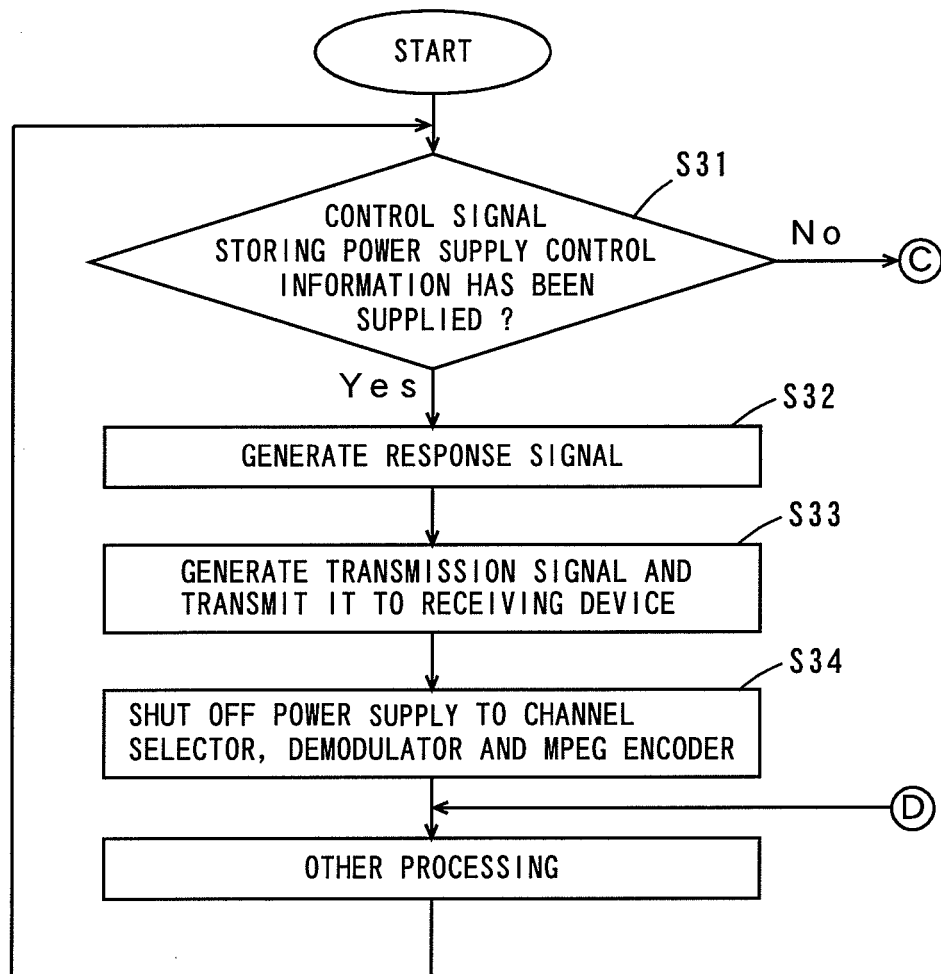 START
S31
CONTROL SIGNAL
STORING POWER SUPPLY CONTROL
INFORMATION HAS BEEN
SUPPLIED ?
No
C
Yes
S32
GENERATE RESPONSE SIGNAL
S33
GENERATE TRANSMISSION SIGNAL AND
TRANSMIT IT TO RECEIVING DEVICE
S34
SHUT OFF POWER SUPPLY TO CHANNEL
SELECTOR, DEMODULATOR AND MPEG ENCODER
D
OTHER PROCESSING